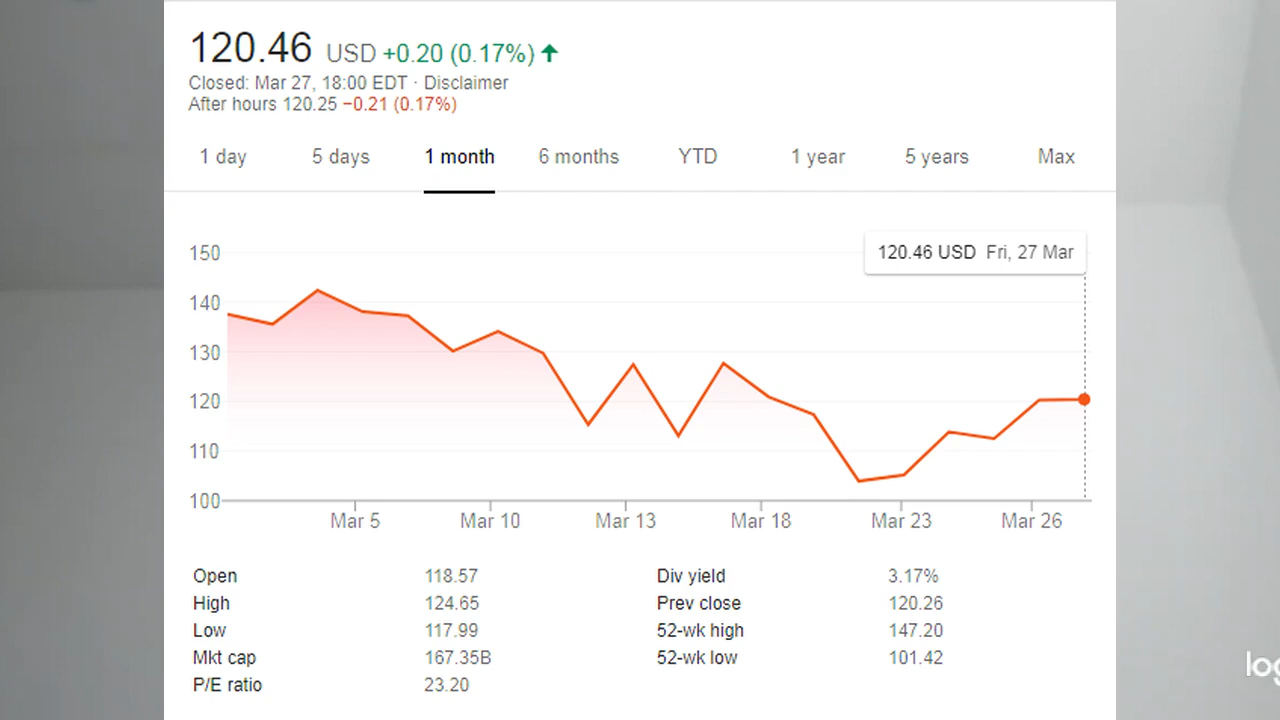 120.46 USD +0.20 (0.17%)
Closed: Mar 27, 18:00 EDT · Disclaimer
After hours 120.25 −0.21 (0.17%)
1 day 5 days 1 month 6 months YTD 1 year 5 years Max
120.46 USD Fri, 27 Mar
150
140
130
120
110
100
Mar 5 Mar 10 Mar 13 Mar 18 Mar 23 Mar 26
Open 118.57 Div yield 3.17%
High 124.65 Prev close 120.26
Low 117.99 52-wk high 147.20
Mkt cap 167.35B 52-wk low 101.42
P/E ratio 23.20